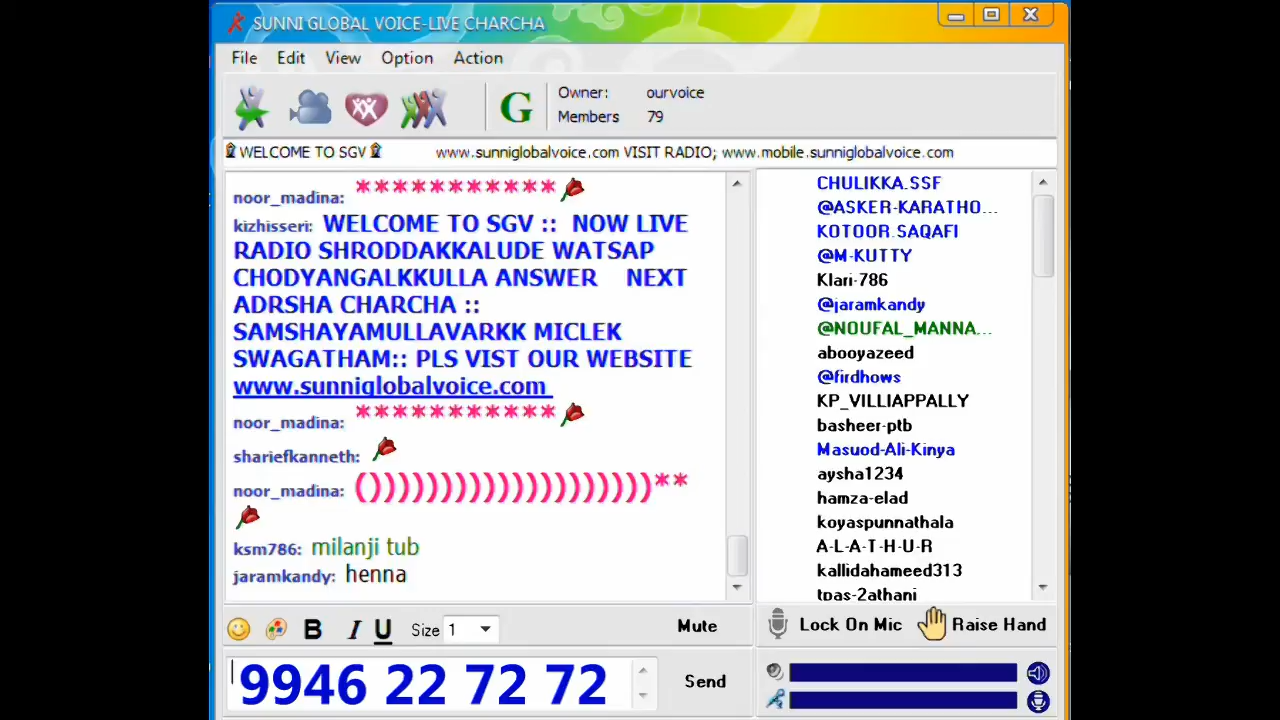 SUNNI GLOBAL VOICE-LIVE CHARCHA
File Edit View Option Action
G
Owner: ourvoice
Members 79
WELCOME TO SGV www.sunniglobalvoice.com VISIT RADIO; www.mobile.sunniglobalvoice.com
noor_madina: ***********
kizhisseri: WELCOME TO SGV :: NOW LIVE
RADIO SHRODDAKKALUDE WATSAP
CHODYANGALKKULLA ANSWER NEXT
ADRSHA CHARCHA ::
SAMSHAYAMULLAVARKK MICLEK
SWAGATHAM:: PLS VIST OUR WEBSITE
www.sunniglobalvoice.com
noor_madina: ***********
shariefkanneth:
noor_madina: ())))))))))))))))))))**
ksm786: milanji tub
jaramkandy: henna
CHULIKKA.SSF
@ASKER-KARATHO...
KOTOOR.SAQAFI
@M-KUTTY
Klari-786
@jaramkandy
@NOUFAL_MANNA...
abooyazeed
@firdhows
KP_VILLIAPPALLY
basheer-ptb
Masuod-Ali-Kinya
aysha1234
hamza-elad
koyaspunnathala
A-L-A-T-H-U-R
kallidahameed313
tpas-2athani
B I U Size 1 Mute
Lock On Mic Raise Hand
9946 22 72 72
Send